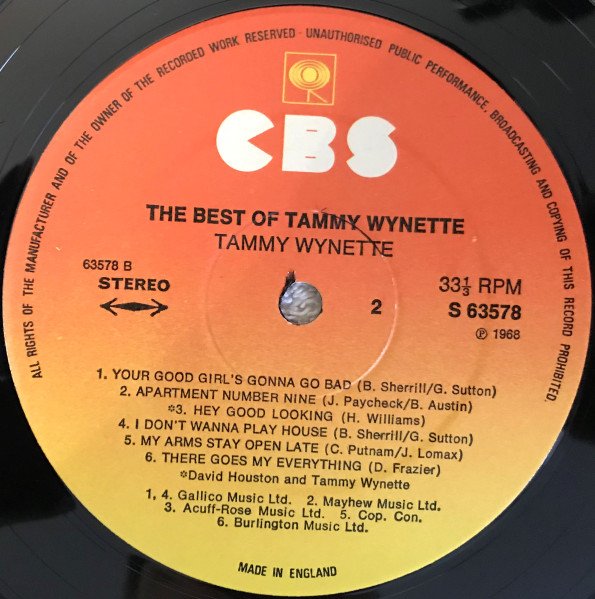 ALL RIGHTS OF THE MANUFACTURER AND OF THE OWNER OF THE RECORDED WORK RESERVED · UNAUTHORISED PUBLIC PERFORMANCE, BROADCASTING AND COPYING OF THIS RECORD PROHIBITED.
CBS
THE BEST OF TAMMY WYNETTE
TAMMY WYNETTE
63578 B
STEREO
2
33⅓ RPM
S 63578
℗ 1968
1. YOUR GOOD GIRL'S GONNA GO BAD (B. Sherrill/G. Sutton)
2. APARTMENT NUMBER NINE (J. Paycheck/B. Austin)
*3. HEY GOOD LOOKING (H. Williams)
4. I DON'T WANNA PLAY HOUSE (B. Sherrill/G. Sutton)
5. MY ARMS STAY OPEN LATE (C. Putnam/J. Lomax)
6. THERE GOES MY EVERYTHING (D. Frazier)
*David Houston and Tammy Wynette
1, 4. Gallico Music Ltd. 2. Mayhew Music Ltd.
3. Acuff-Rose Music Ltd. 5. Cop. Con.
6. Burlington Music Ltd.
MADE IN ENGLAND